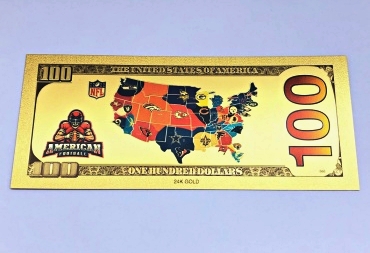 100
THE UNITED STATES OF AMERICA
NFL
100
AMERICAN
FOOTBALL
100
ONE HUNDRED DOLLARS
24K GOLD